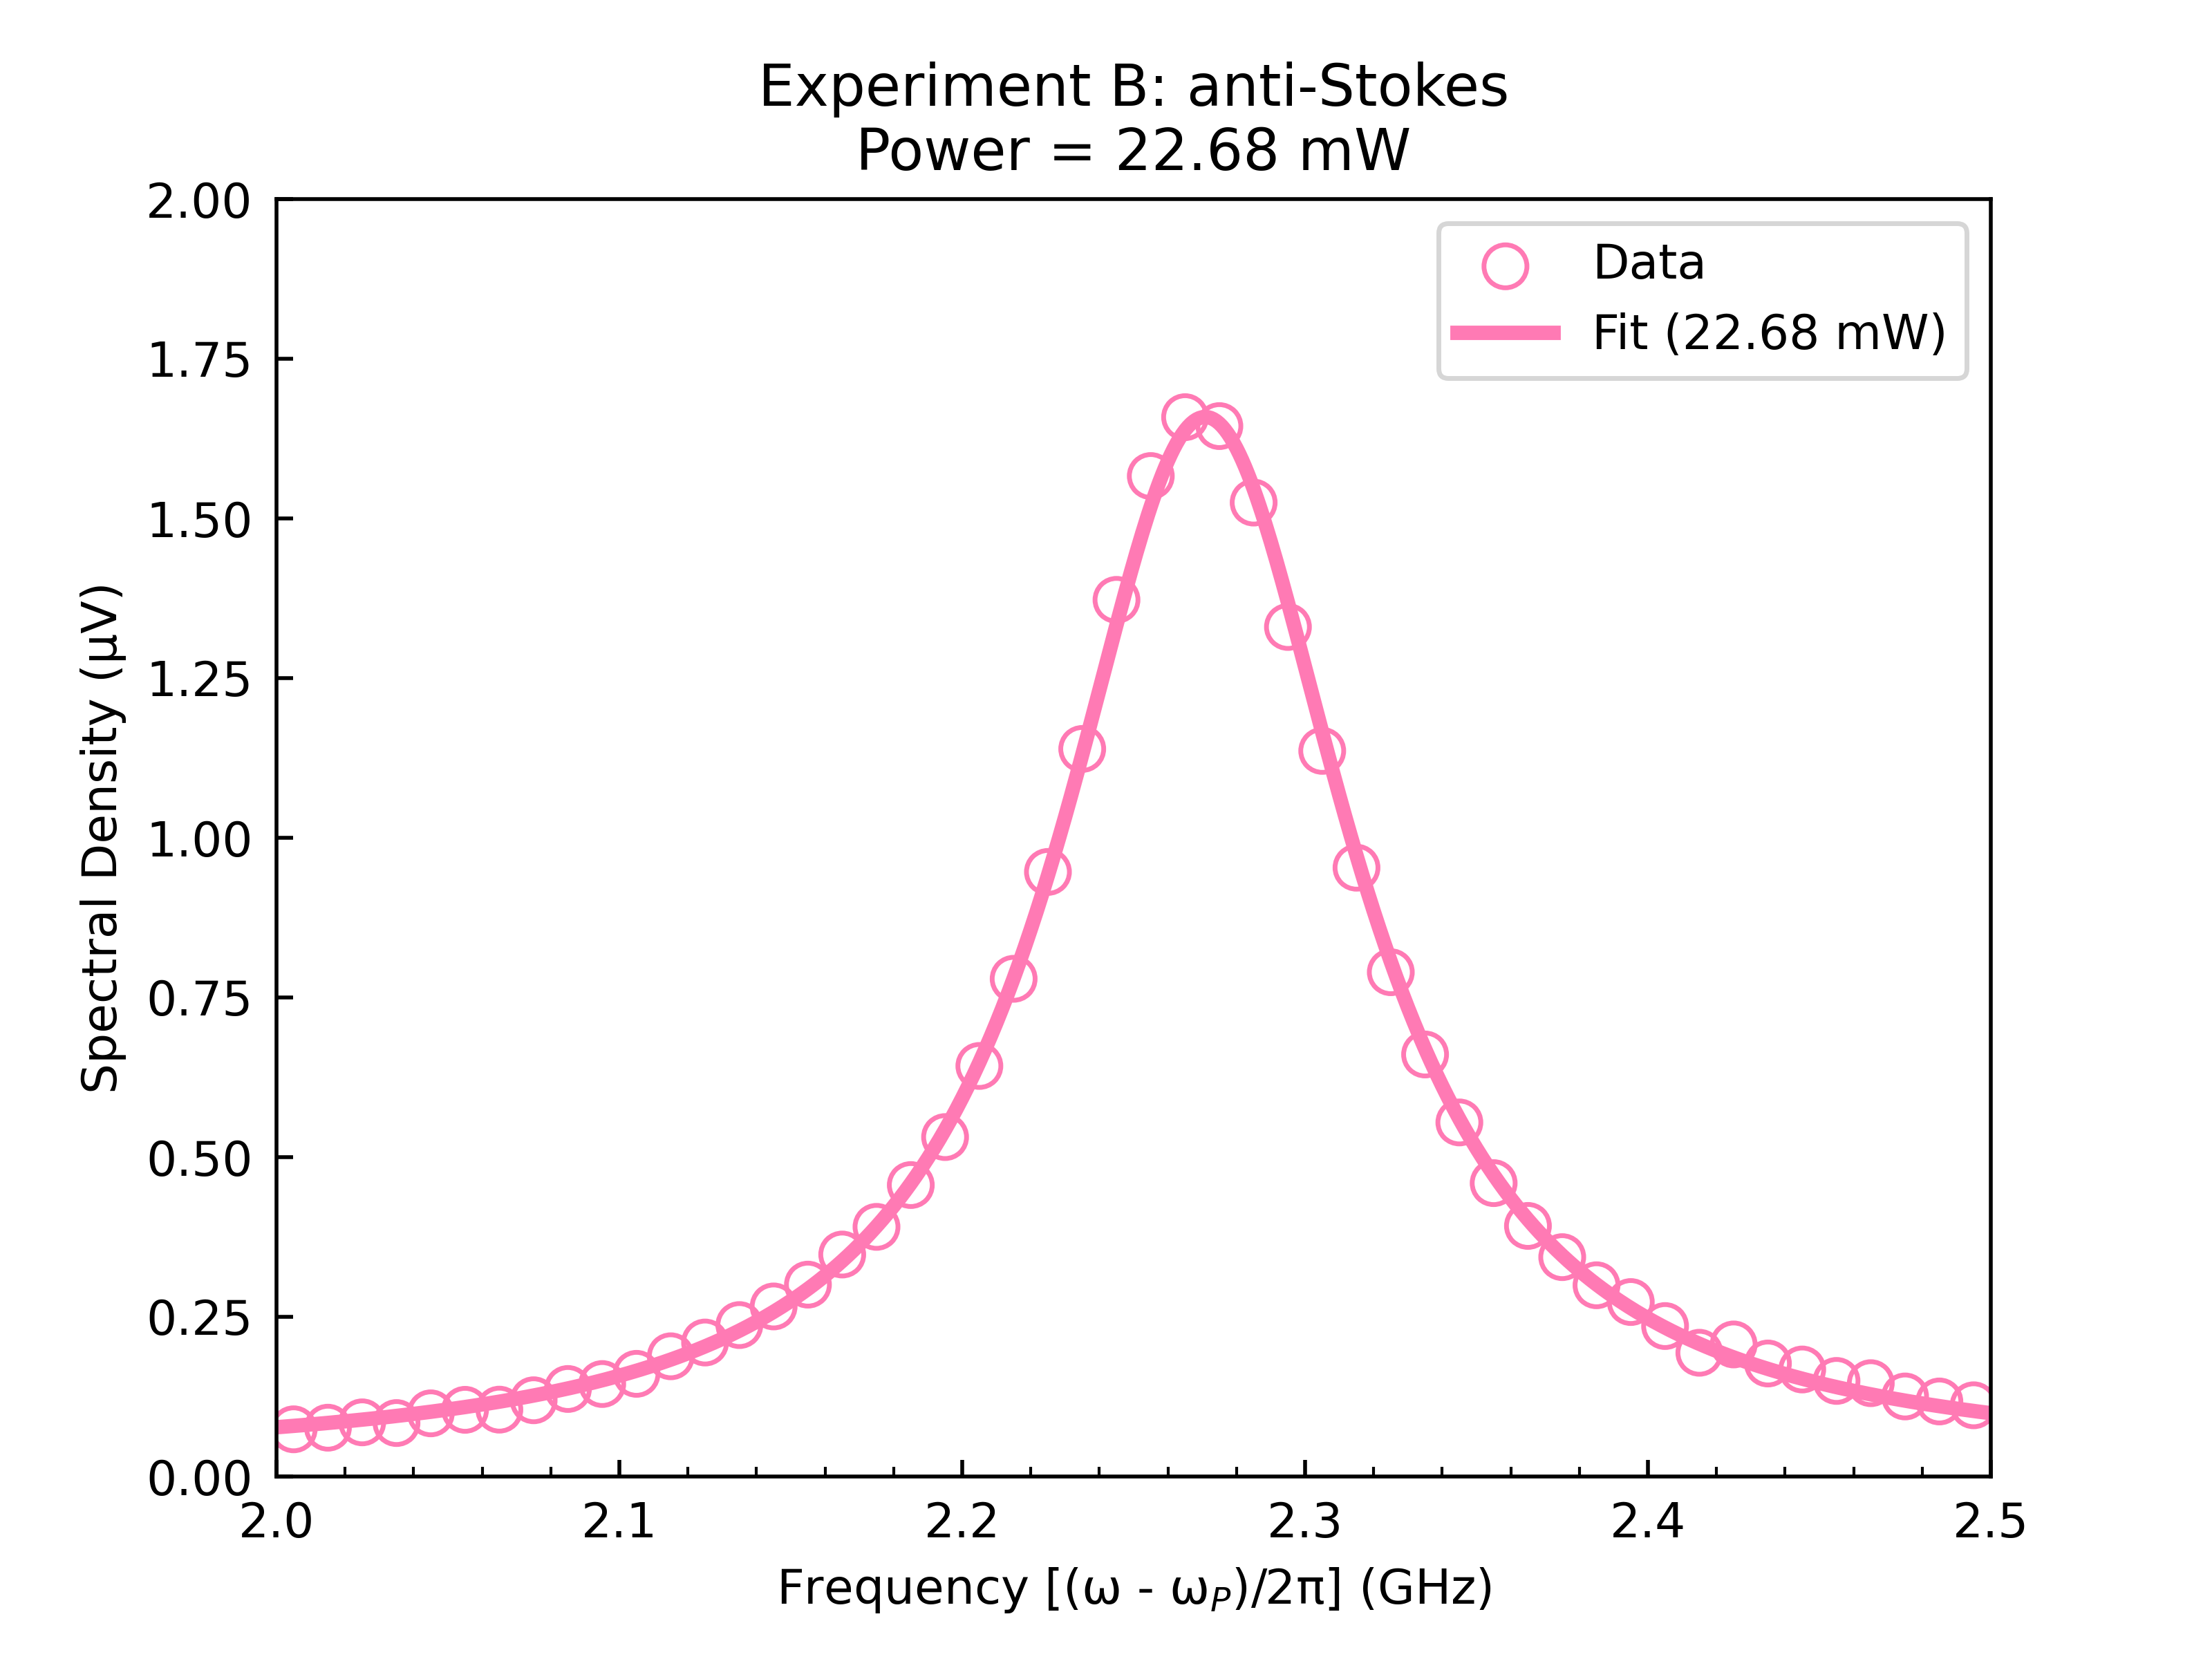 Experiment B: anti-Stokes
Power = 22.68 mW
Data
Fit (22.68 mW)
Spectral Density (μV)
2.00
1.75
1.50
1.25
1.00
0.75
0.50
0.25
0.00
2.0 2.1 2.2 2.3 2.4 2.5
Frequency [(ω - ωP)/2π] (GHz)